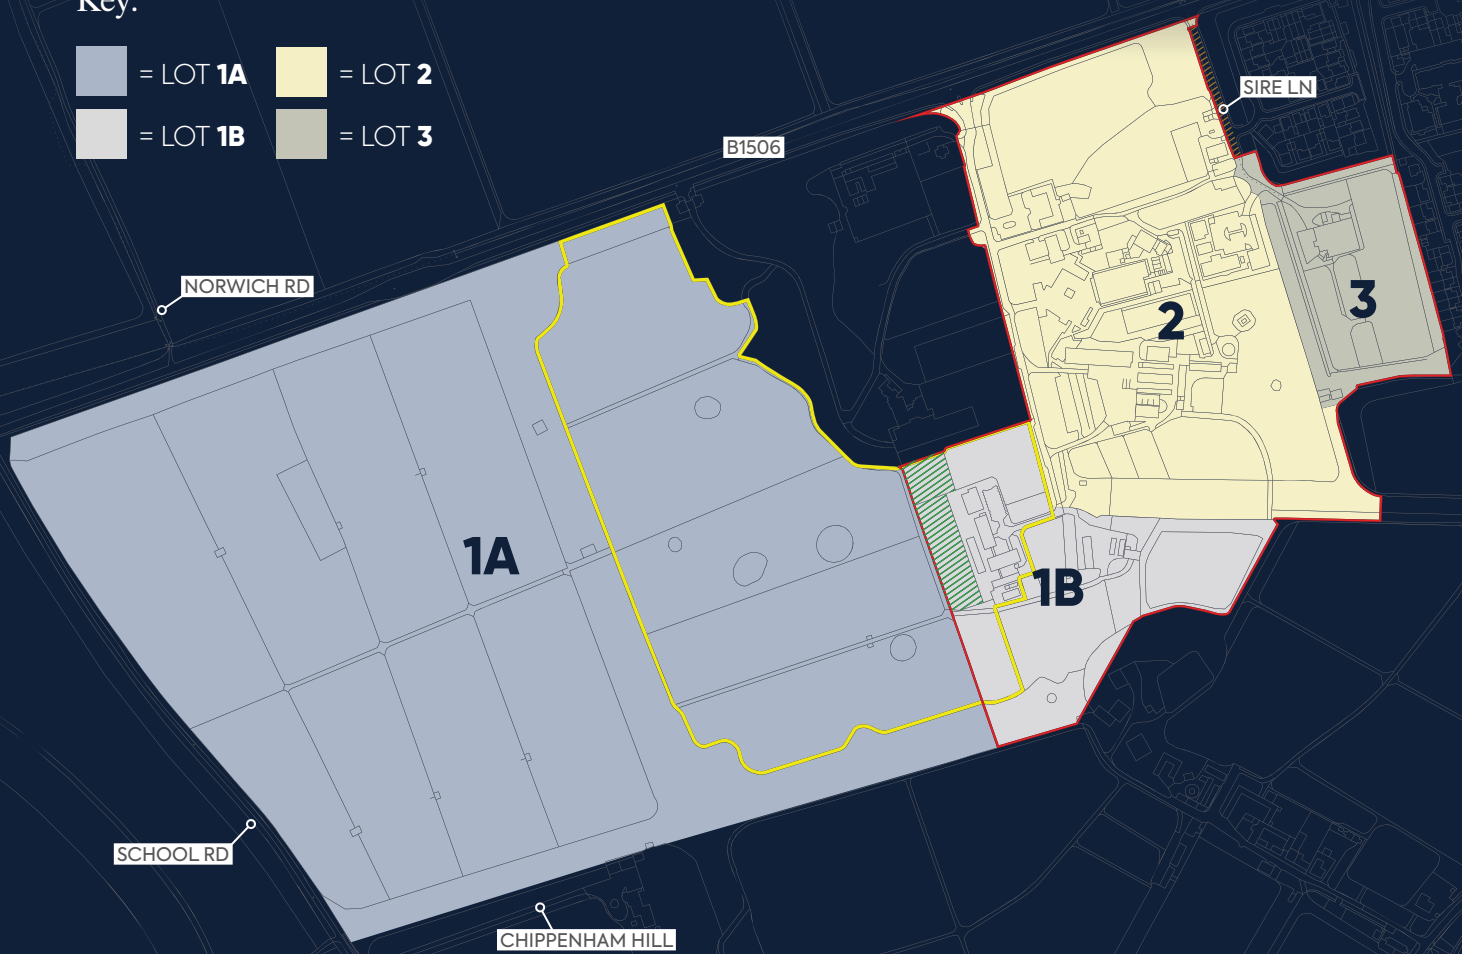 Key:
= LOT 1A
= LOT 2
= LOT 1B
= LOT 3
SIRE LN
B1506
NORWICH RD
3
2
1A
1B
SCHOOL RD
CHIPPENHAM HILL